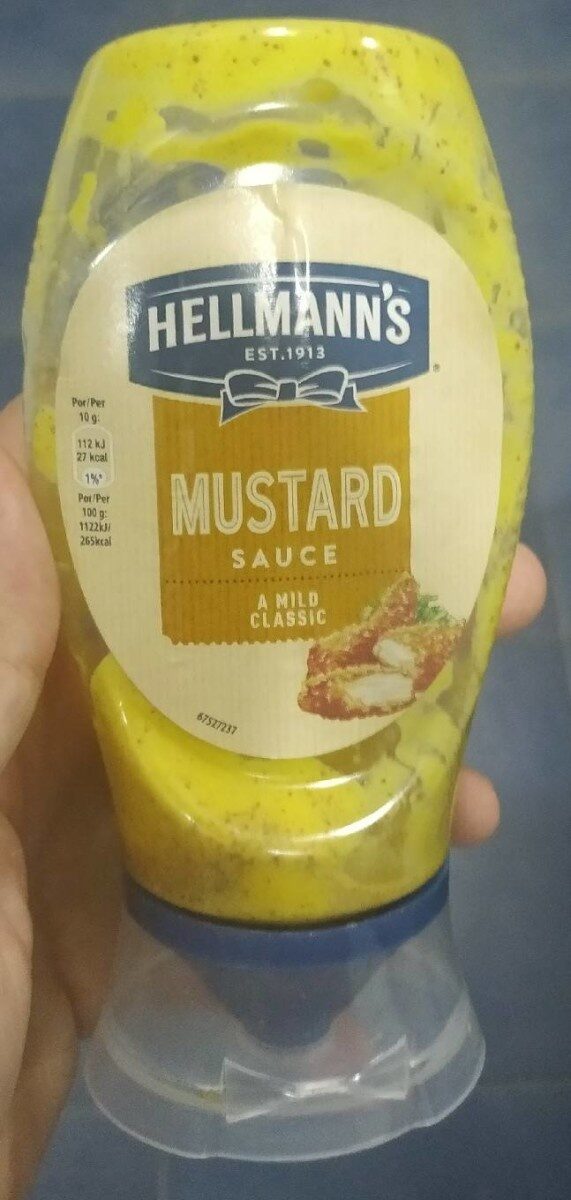 HELLMANN'S
EST.1913
Por/Per
10 g:
112 kJ
27 kcal
1%*
Por/Per
100 g:
1122kJ/
265kcal
MUSTARD
SAUCE
A MILD
CLASSIC
67527237